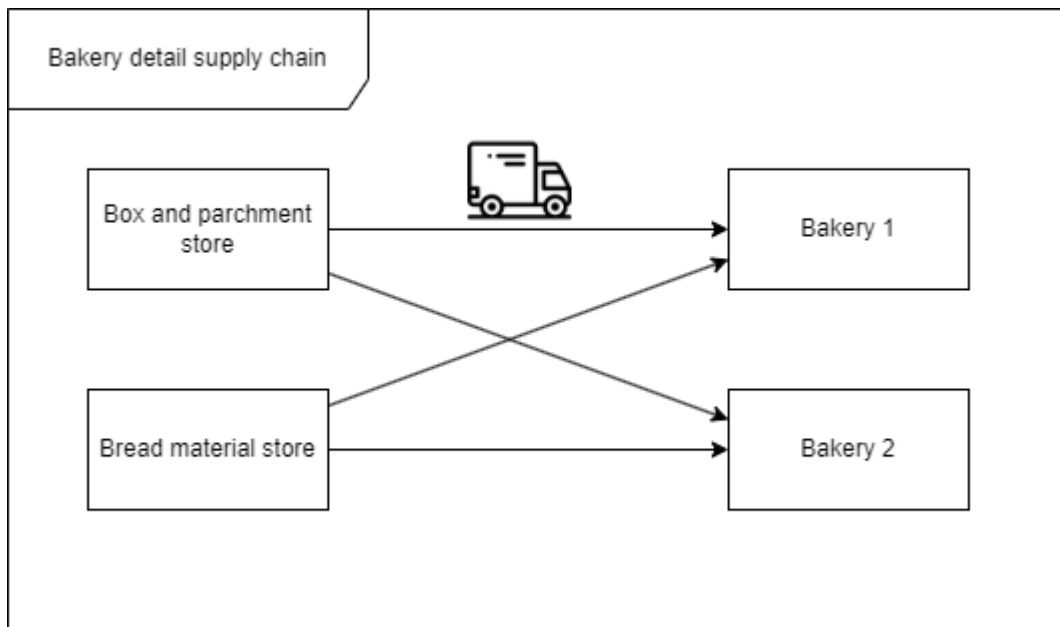 Bakery detail supply chain
Box and parchment
store
Bakery 1
Bread material store
Bakery 2